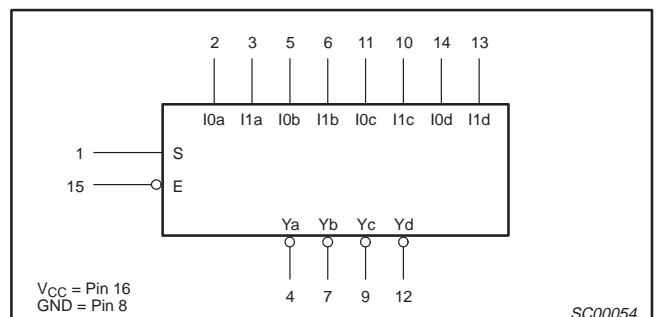 2 3 5 6 11 10 14 13
I0a I1a I0b I1b I0c I1c I0d I1d
1 S
15 E
Ya Yb Yc Yd
4 7 9 12
VCC = Pin 16
GND = Pin 8
SC00054